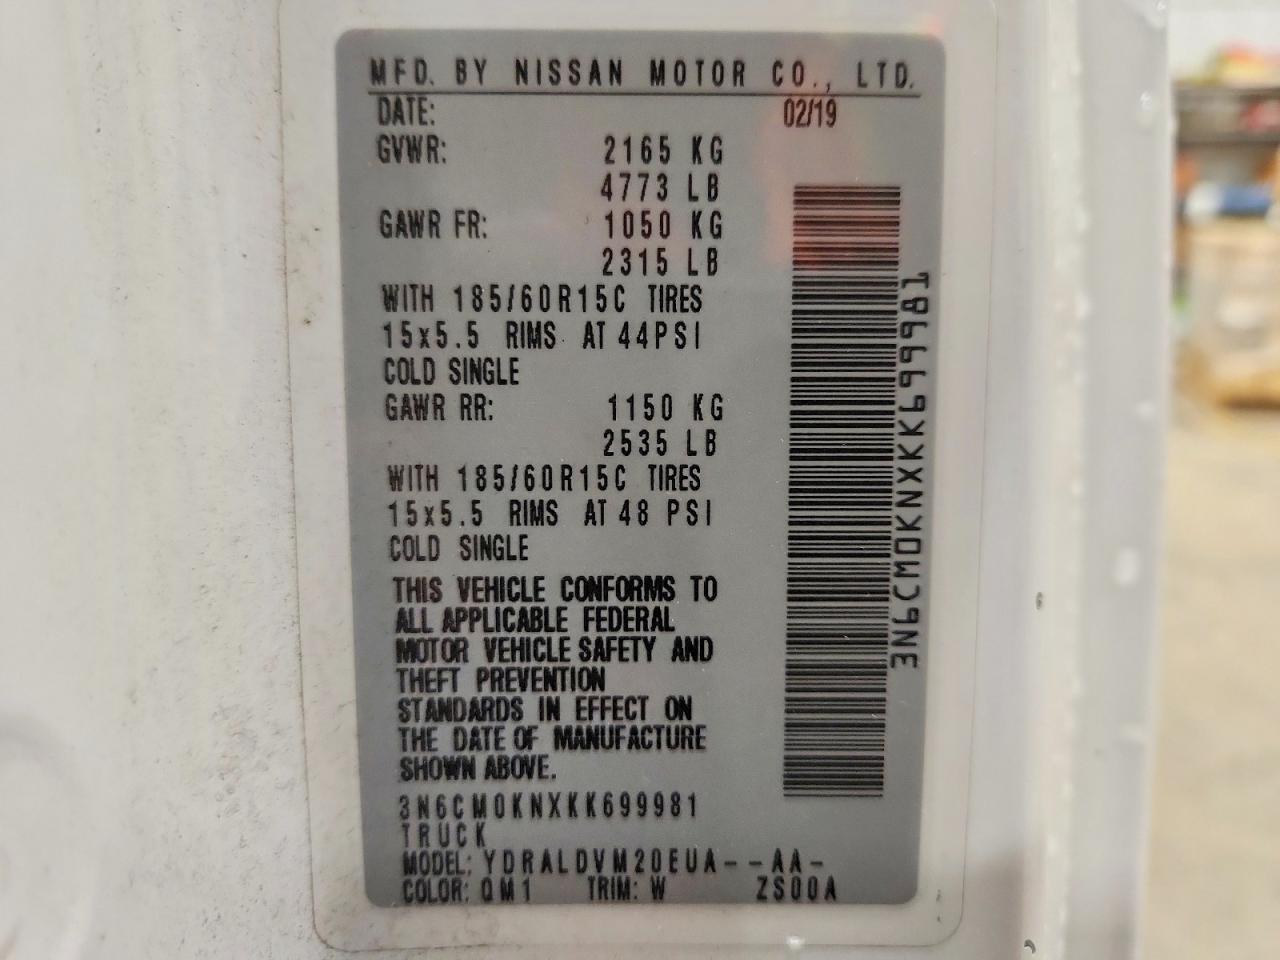 MFD. BY NISSAN MOTOR CO., LTD.
DATE: 02/19
GVWR: 2165 KG
4773 LB
GAWR FR: 1050 KG
2315 LB
WITH 185/60R15C TIRES
15x5.5 RIMS AT 44PSI
COLD SINGLE
GAWR RR: 1150 KG
2535 LB
WITH 185/60R15C TIRES
15x5.5 RIMS AT 48 PSI
COLD SINGLE
THIS VEHICLE CONFORMS TO
ALL APPLICABLE FEDERAL
MOTOR VEHICLE SAFETY AND
THEFT PREVENTION
STANDARDS IN EFFECT ON
THE DATE OF MANUFACTURE
SHOWN ABOVE.
3N6CM0KNXKK699981
TRUCK
MODEL: YDRALDVM20EUA--AA-
COLOR: QM1 TRIM: W ZS00A
3N6CM0KNXKK699981